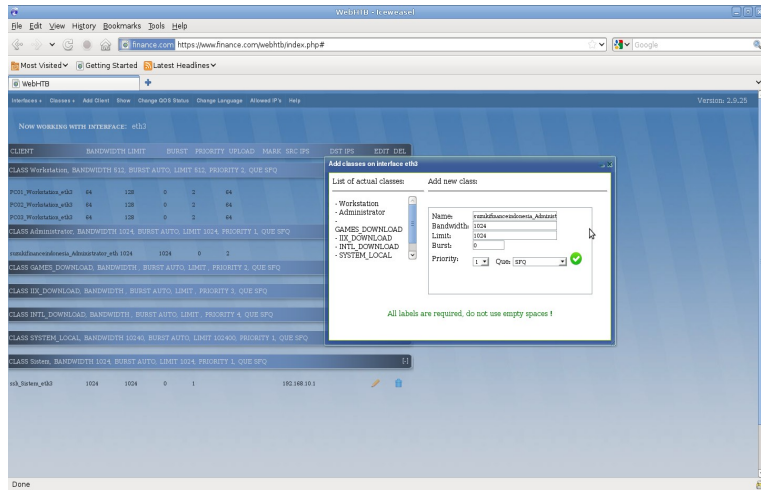 WebHTB - Iceweasel
File Edit View History Bookmarks Tools Help
finance.com https://www.finance.com/webhtb/index.php#
Google
Most Visited Getting Started Latest Headlines
WebHTB
Interfaces Classes Add Client Show Change QOS Status Change Language Allowed IP's Help Version: 2.9.25
NOW WORKING WITH INTERFACE: eth3
CLIENT BANDWIDTH LIMIT BURST PRIORITY UPLOAD MARK SRC IPS DST IPS EDIT DEL
CLASS Workstation, BANDWIDTH 512, BURST AUTO, LIMIT 512, PRIORITY 2, QUE SFQ
PC01_Workstation_eth3 64 128 0 2 64
PC02_Workstation_eth3 64 128 0 2 64
PC03_Workstation_eth3 64 128 0 2 64
CLASS Administrator, BANDWIDTH 1024, BURST AUTO, LIMIT 1024, PRIORITY 1, QUE SFQ
1024 1024 0 2
CLASS GAMES_DOWNLOAD, BANDWIDTH , BURST AUTO, LIMIT , PRIORITY 2, QUE SFQ
CLASS IIX_DOWNLOAD, BANDWIDTH , BURST AUTO, LIMIT , PRIORITY 3, QUE SFQ
CLASS INTL_DOWNLOAD, BANDWIDTH , BURST AUTO, LIMIT , PRIORITY 4, QUE SFQ
CLASS SYSTEM_LOCAL, BANDWIDTH 10240, BURST AUTO, LIMIT 102400, PRIORITY 1, QUE SFQ
CLASS Sistem, BANDWIDTH 1024, BURST AUTO, LIMIT 1024, PRIORITY 1, QUE SFQ [-]
ssh_Sistem_eth3 1024 1024 0 1 192.168.10.1
Add classes on interface eth3
List of actual classes:
- Workstation
- Administrator
-
GAMES_DOWNLOAD
- IIX_DOWNLOAD
- INTL_DOWNLOAD
- SYSTEM_LOCAL
Add new class:
Name:
Bandwidth: 1024
Limit: 1024
Burst: 0
Priority: 1 Que: SFQ
All labels are required, do not use empty spaces !
Done